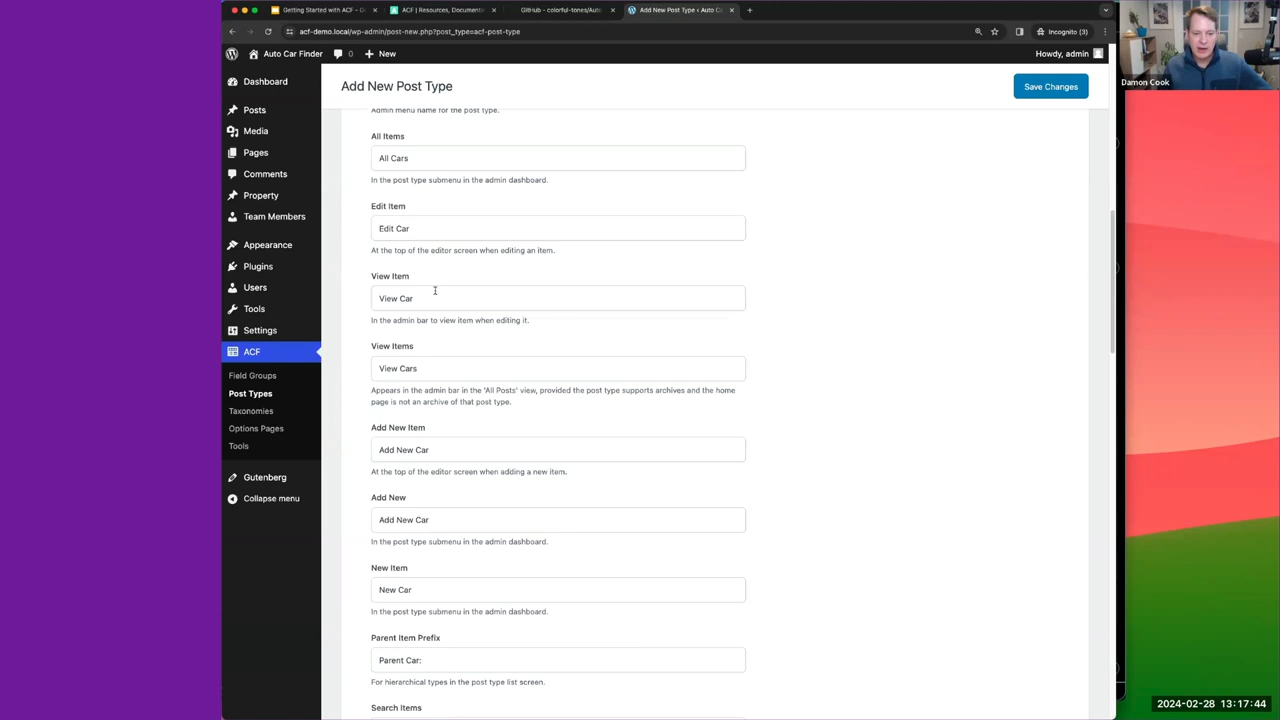 Getting Started with ACF – D
ACF | Resources, Documenta
GitHub - colorful-tones/Auto
Add New Post Type ‹ Auto C
acf-demo.local/wp-admin/post-new.php?post_type=acf-post-type
Incognito (3)
Auto Car Finder
0
New
Howdy, admin
Damon Cook
Dashboard
Posts
Media
Pages
Comments
Property
Team Members
Appearance
Plugins
Users
Tools
Settings
ACF
Field Groups
Post Types
Taxonomies
Options Pages
Tools
Gutenberg
Collapse menu
Add New Post Type
Save Changes
Admin menu name for the post type.
All Items
All Cars
In the post type submenu in the admin dashboard.
Edit Item
Edit Car
At the top of the editor screen when editing an item.
View Item
View Car
In the admin bar to view item when editing it.
View Items
View Cars
Appears in the admin bar in the 'All Posts' view, provided the post type supports archives and the home
page is not an archive of that post type.
Add New Item
Add New Car
At the top of the editor screen when adding a new item.
Add New
Add New Car
In the post type submenu in the admin dashboard.
New Item
New Car
In the post type submenu in the admin dashboard.
Parent Item Prefix
Parent Car:
For hierarchical types in the post type list screen.
Search Items
2024-02-28 13:17:44